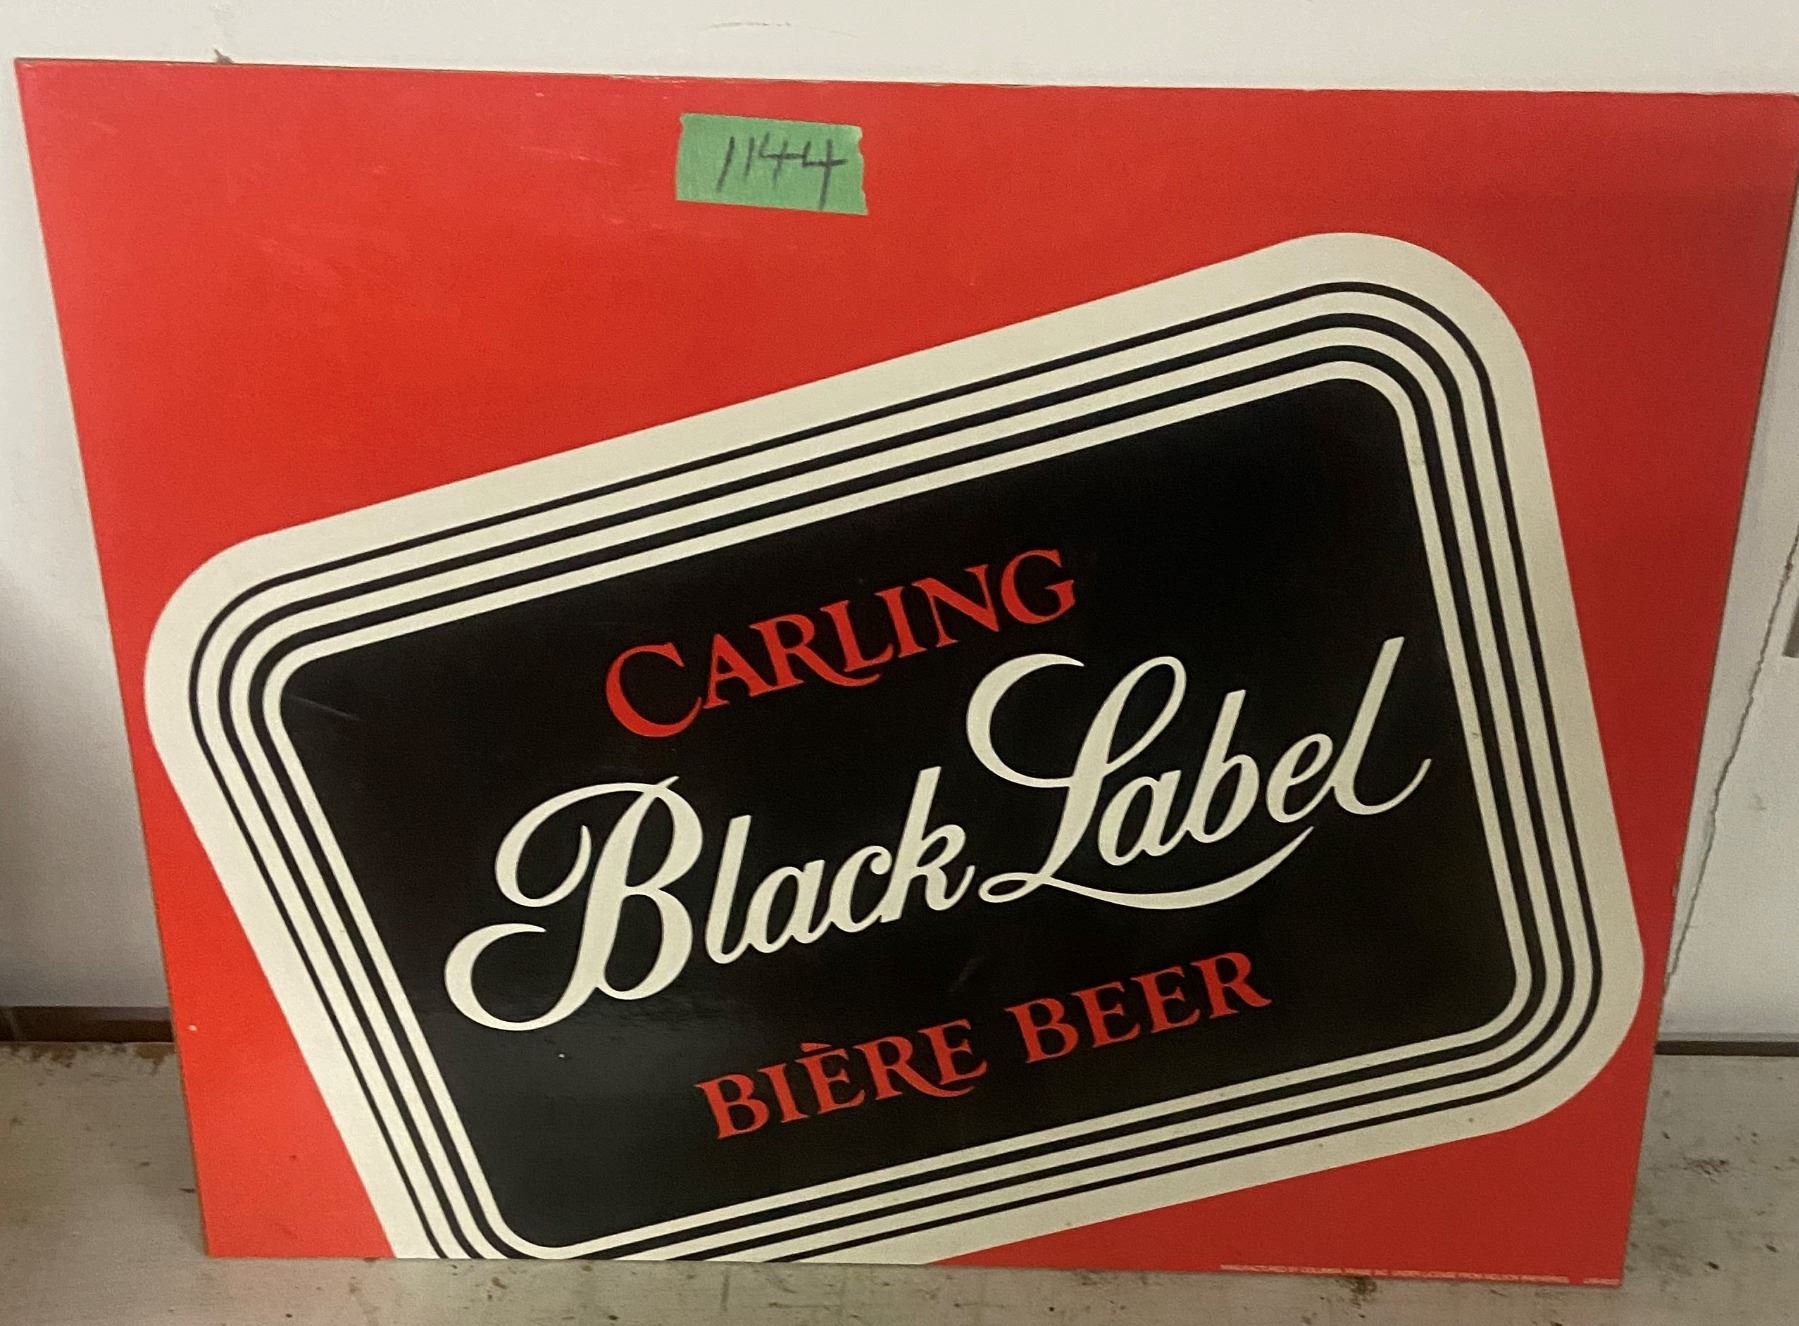 1144
CARLING
Black Label
BIÈRE BEER